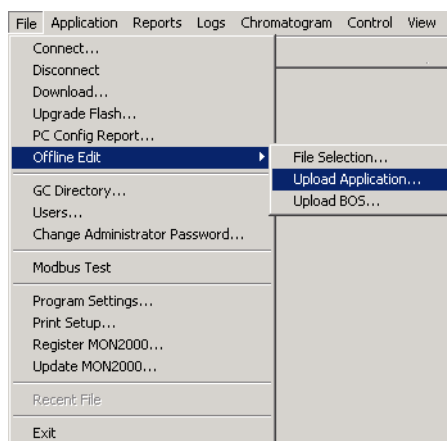 File Application Reports Logs Chromatogram Control View
Connect...
Disconnect
Download...
Upgrade Flash...
PC Config Report...
Offline Edit
File Selection...
Upload Application...
Upload BOS...
GC Directory...
Users...
Change Administrator Password...
Modbus Test
Program Settings...
Print Setup...
Register MON2000...
Update MON2000...
Recent File
Exit